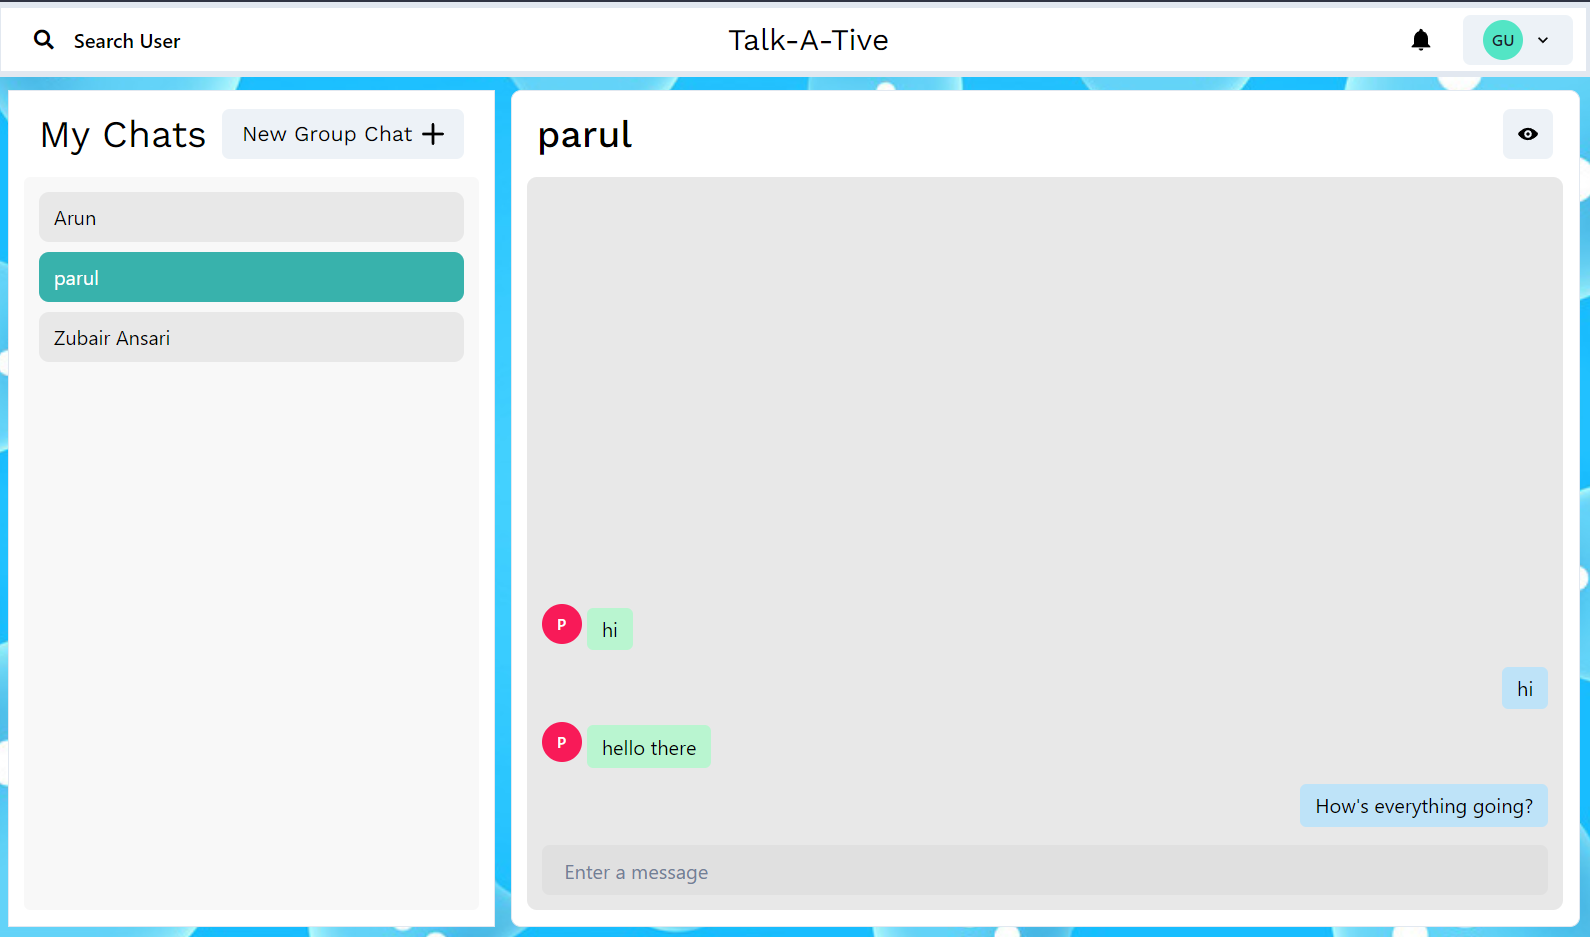 Search User
Talk-A-Tive
GU
My Chats
New Group Chat
Arun
parul
Zubair Ansari
parul
P
hi
hi
P
hello there
How's everything going?
Enter a message